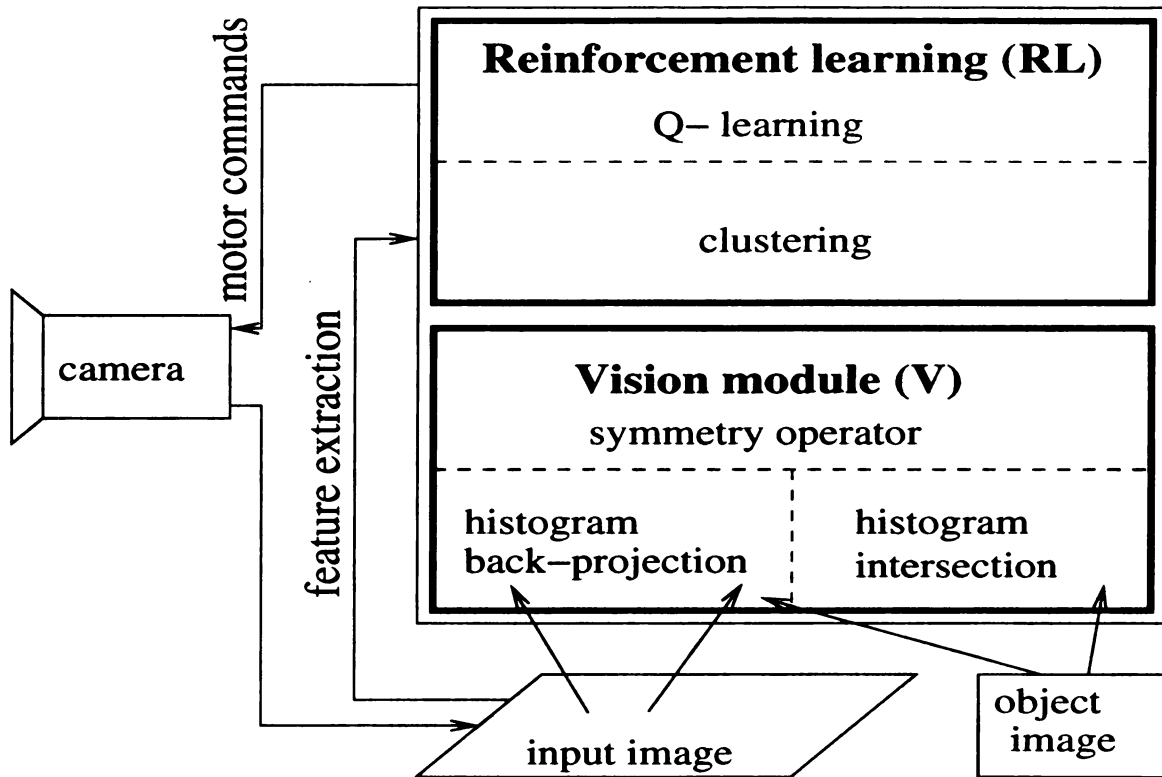 Reinforcement learning (RL)
Q– learning
clustering
motor commands
feature extraction
camera
Vision module (V)
symmetry operator
histogram
back–projection
histogram
intersection
input image
object
image